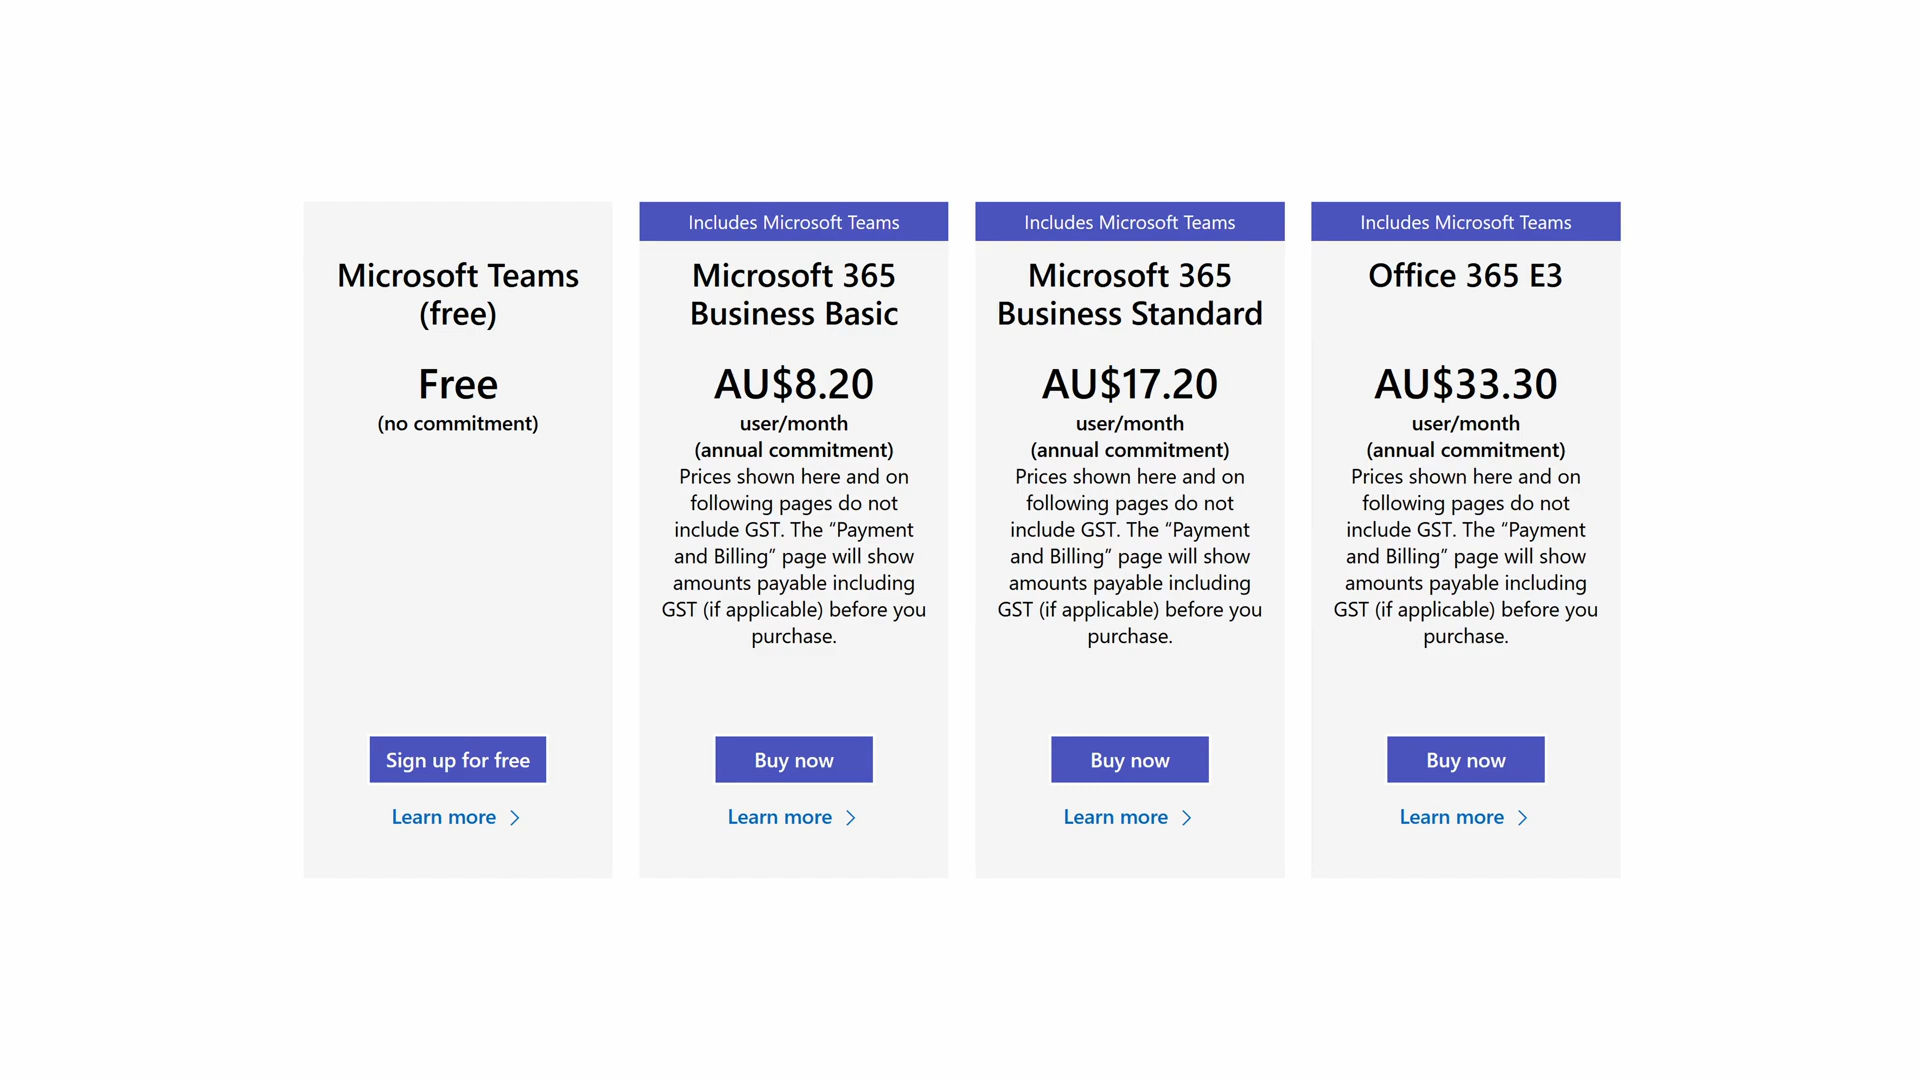 Microsoft Teams
(free)
Free
(no commitment)
Sign up for free
Learn more
Includes Microsoft Teams
Microsoft 365
Business Basic
AU$8.20
user/month
(annual commitment)
Prices shown here and on
following pages do not
include GST. The “Payment
and Billing” page will show
amounts payable including
GST (if applicable) before you
purchase.
Buy now
Learn more
Includes Microsoft Teams
Microsoft 365
Business Standard
AU$17.20
user/month
(annual commitment)
Prices shown here and on
following pages do not
include GST. The “Payment
and Billing” page will show
amounts payable including
GST (if applicable) before you
purchase.
Buy now
Learn more
Includes Microsoft Teams
Office 365 E3
AU$33.30
user/month
(annual commitment)
Prices shown here and on
following pages do not
include GST. The “Payment
and Billing” page will show
amounts payable including
GST (if applicable) before you
purchase.
Buy now
Learn more